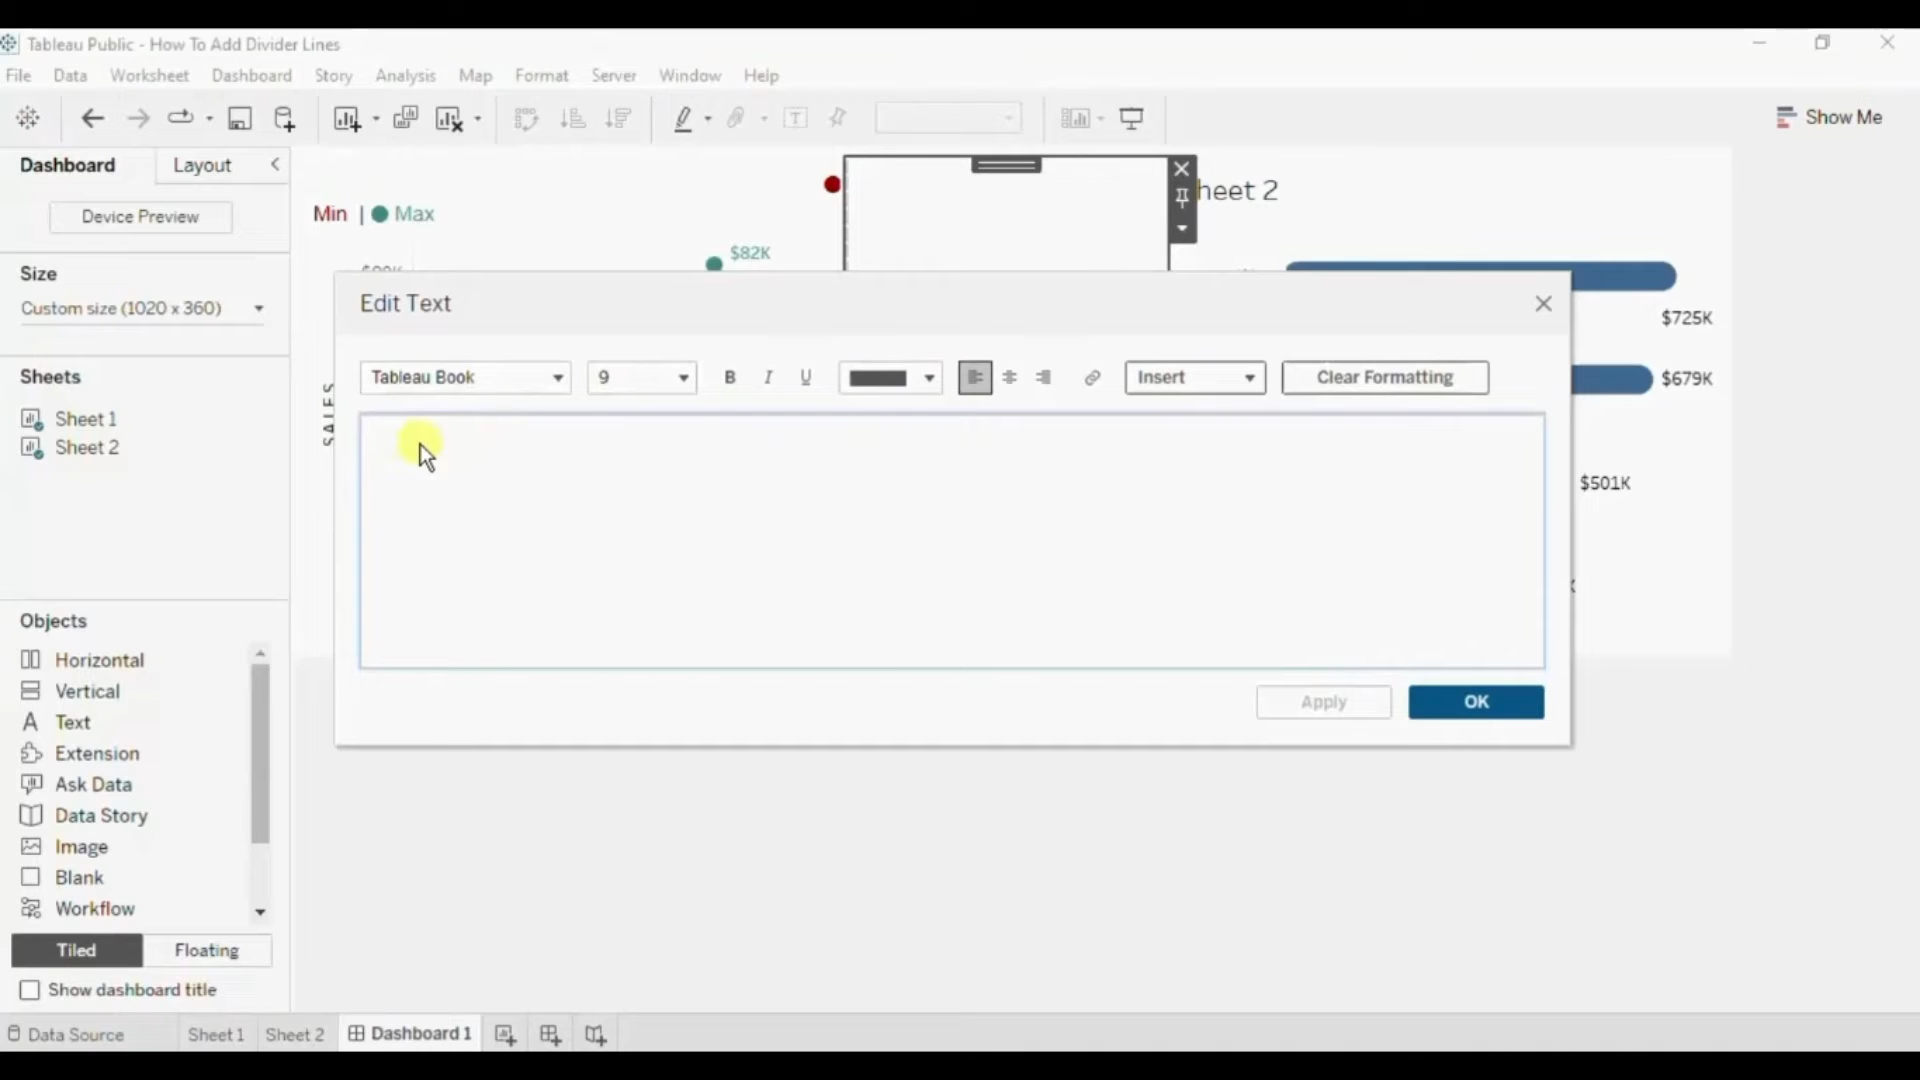 Tableau Public - How To Add Divider Lines
File Data Worksheet Dashboard Story Analysis Map Format Server Window Help
Show Me
Dashboard Layout
Device Preview
Size
Custom size (1020 x 360)
Sheets
Sheet 1
Sheet 2
Objects
Horizontal
Vertical
Text
Extension
Ask Data
Data Story
Image
Blank
Workflow
Tiled Floating
Show dashboard title
Min | Max
$82K
SALES
heet 2
$725K
$679K
$501K
Edit Text
Tableau Book 9 B I U Insert Clear Formatting
Apply OK
Data Source Sheet 1 Sheet 2 Dashboard 1